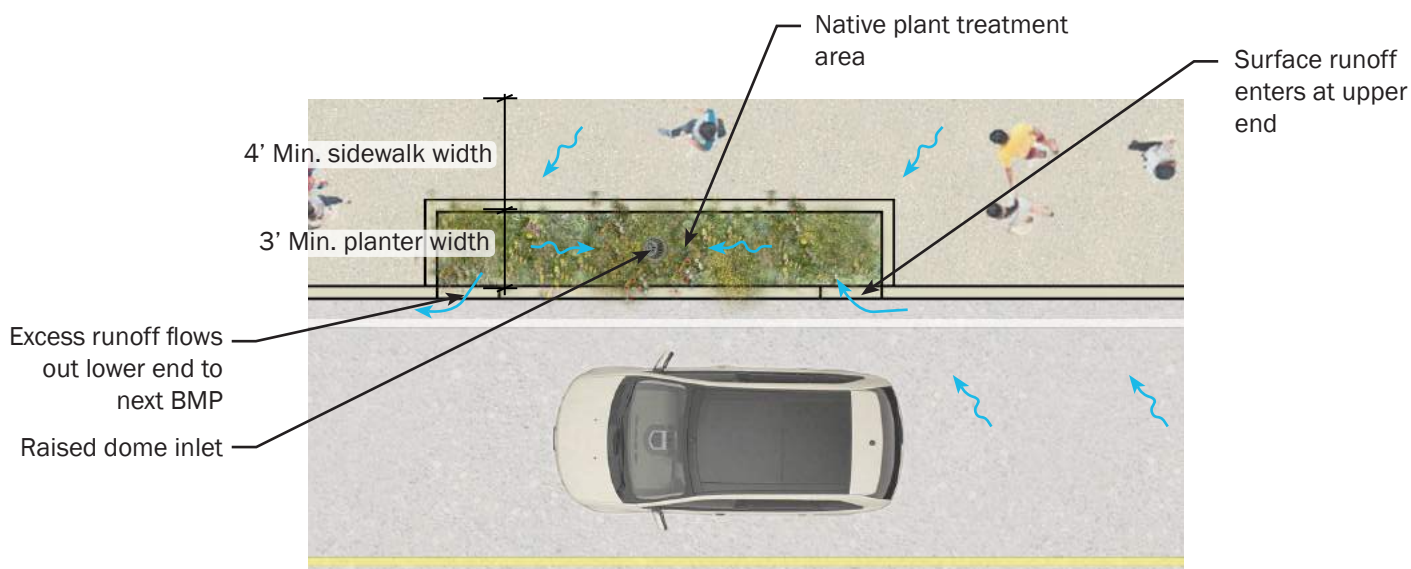 Native plant treatment
area
Surface runoff
enters at upper
end
4’ Min. sidewalk width
3’ Min. planter width
Excess runoff flows
out lower end to
next BMP
Raised dome inlet